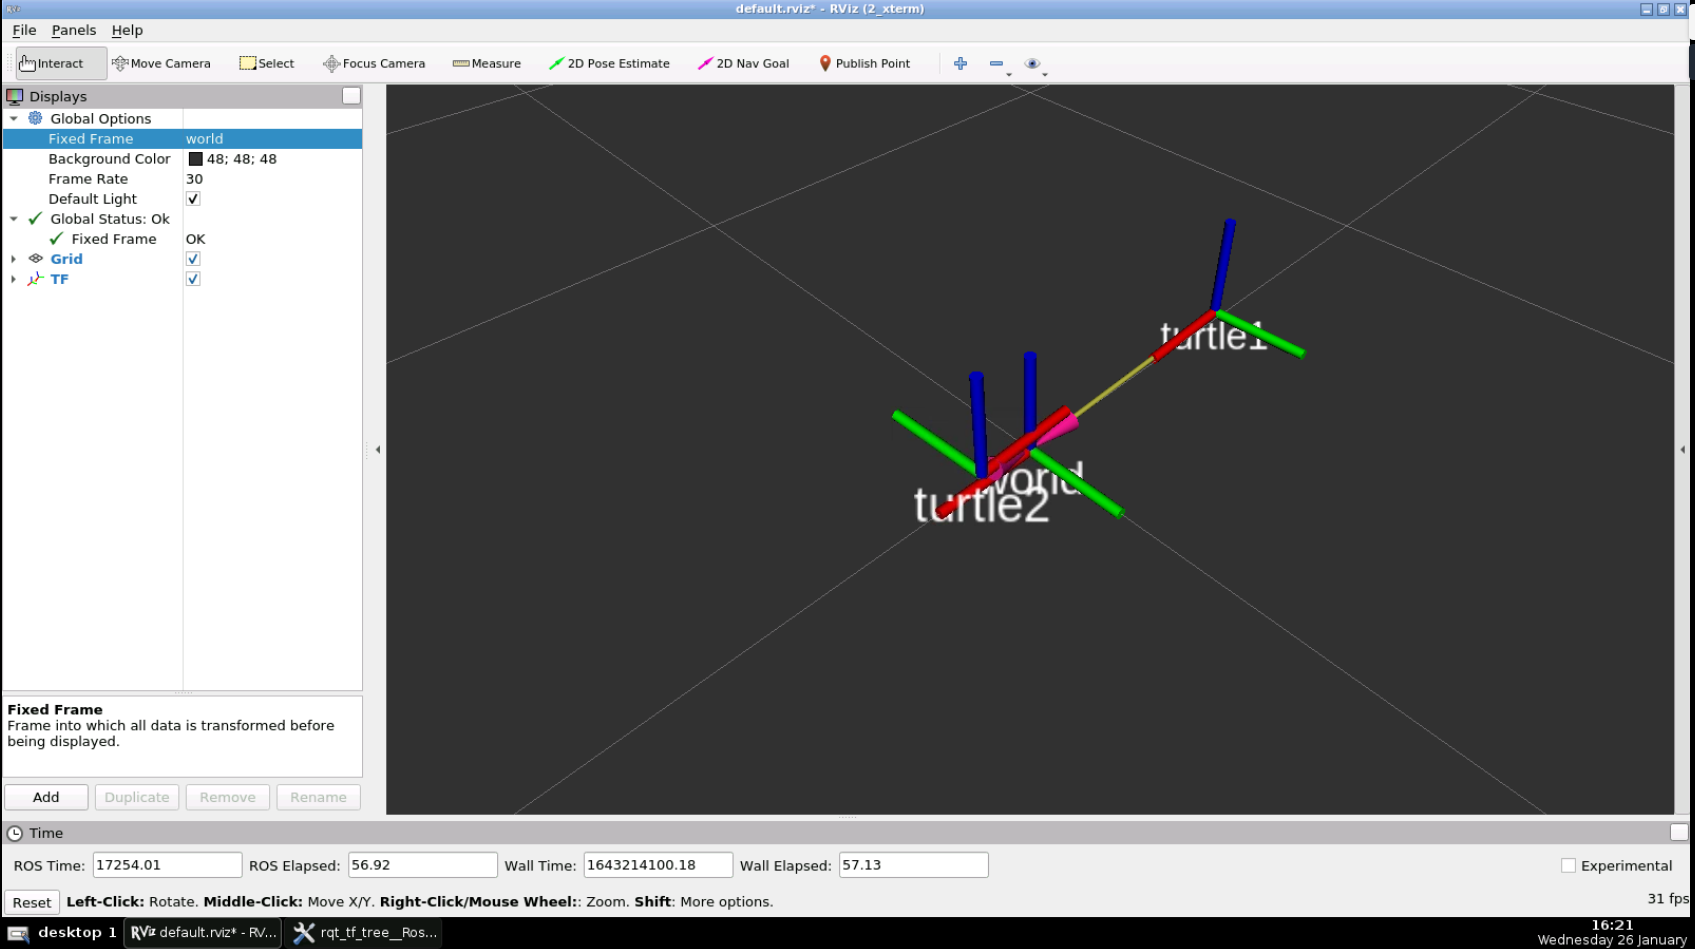 default.rviz* - RViz (2_xterm)
File Panels Help
Interact Move Camera Select Focus Camera Measure 2D Pose Estimate 2D Nav Goal Publish Point
Displays
Global Options
Fixed Frame world
Background Color 48; 48; 48
Frame Rate 30
Default Light
Global Status: Ok
Fixed Frame OK
Grid
TF
turtle1
world
turtle2
Fixed Frame
Frame into which all data is transformed before
being displayed.
Add Duplicate Remove Rename
Time
ROS Time: 17254.01 ROS Elapsed: 56.92 Wall Time: 1643214100.18 Wall Elapsed: 57.13 Experimental
Reset Left-Click: Rotate. Middle-Click: Move X/Y. Right-Click/Mouse Wheel:: Zoom. Shift: More options. 31 fps
desktop 1 RViz default.rviz* - RV... rqt_tf_tree__Ros... 16:21
Wednesday 26 January